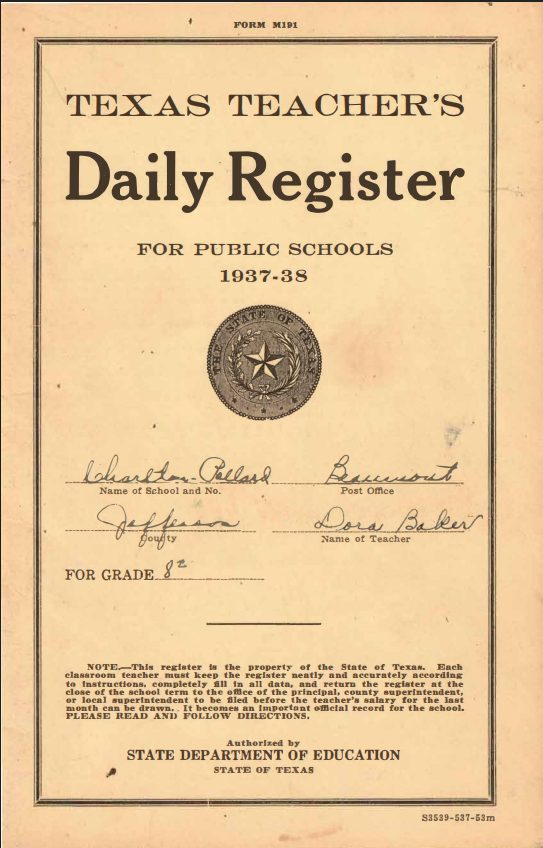 FORM M191
TEXAS TEACHER'S
Daily Register
FOR PUBLIC SCHOOLS
1937-38
THE STATE OF TEXAS
Charlton-Pollard Beaumont
Name of School and No. Post Office
Jefferson Dora Baker
County Name of Teacher
FOR GRADE 8²
NOTE.—This register is the property of the State of Texas. Each
classroom teacher must keep the register neatly and accurately according
to instructions, completely fill in all data, and return the register at the
close of the school term to the office of the principal, county superintendent,
or local superintendent to be filed before the teacher's salary for the last
month can be drawn. It becomes an important official record for the school.
PLEASE READ AND FOLLOW DIRECTIONS.
Authorized by
STATE DEPARTMENT OF EDUCATION
STATE OF TEXAS
S3539-537-53m